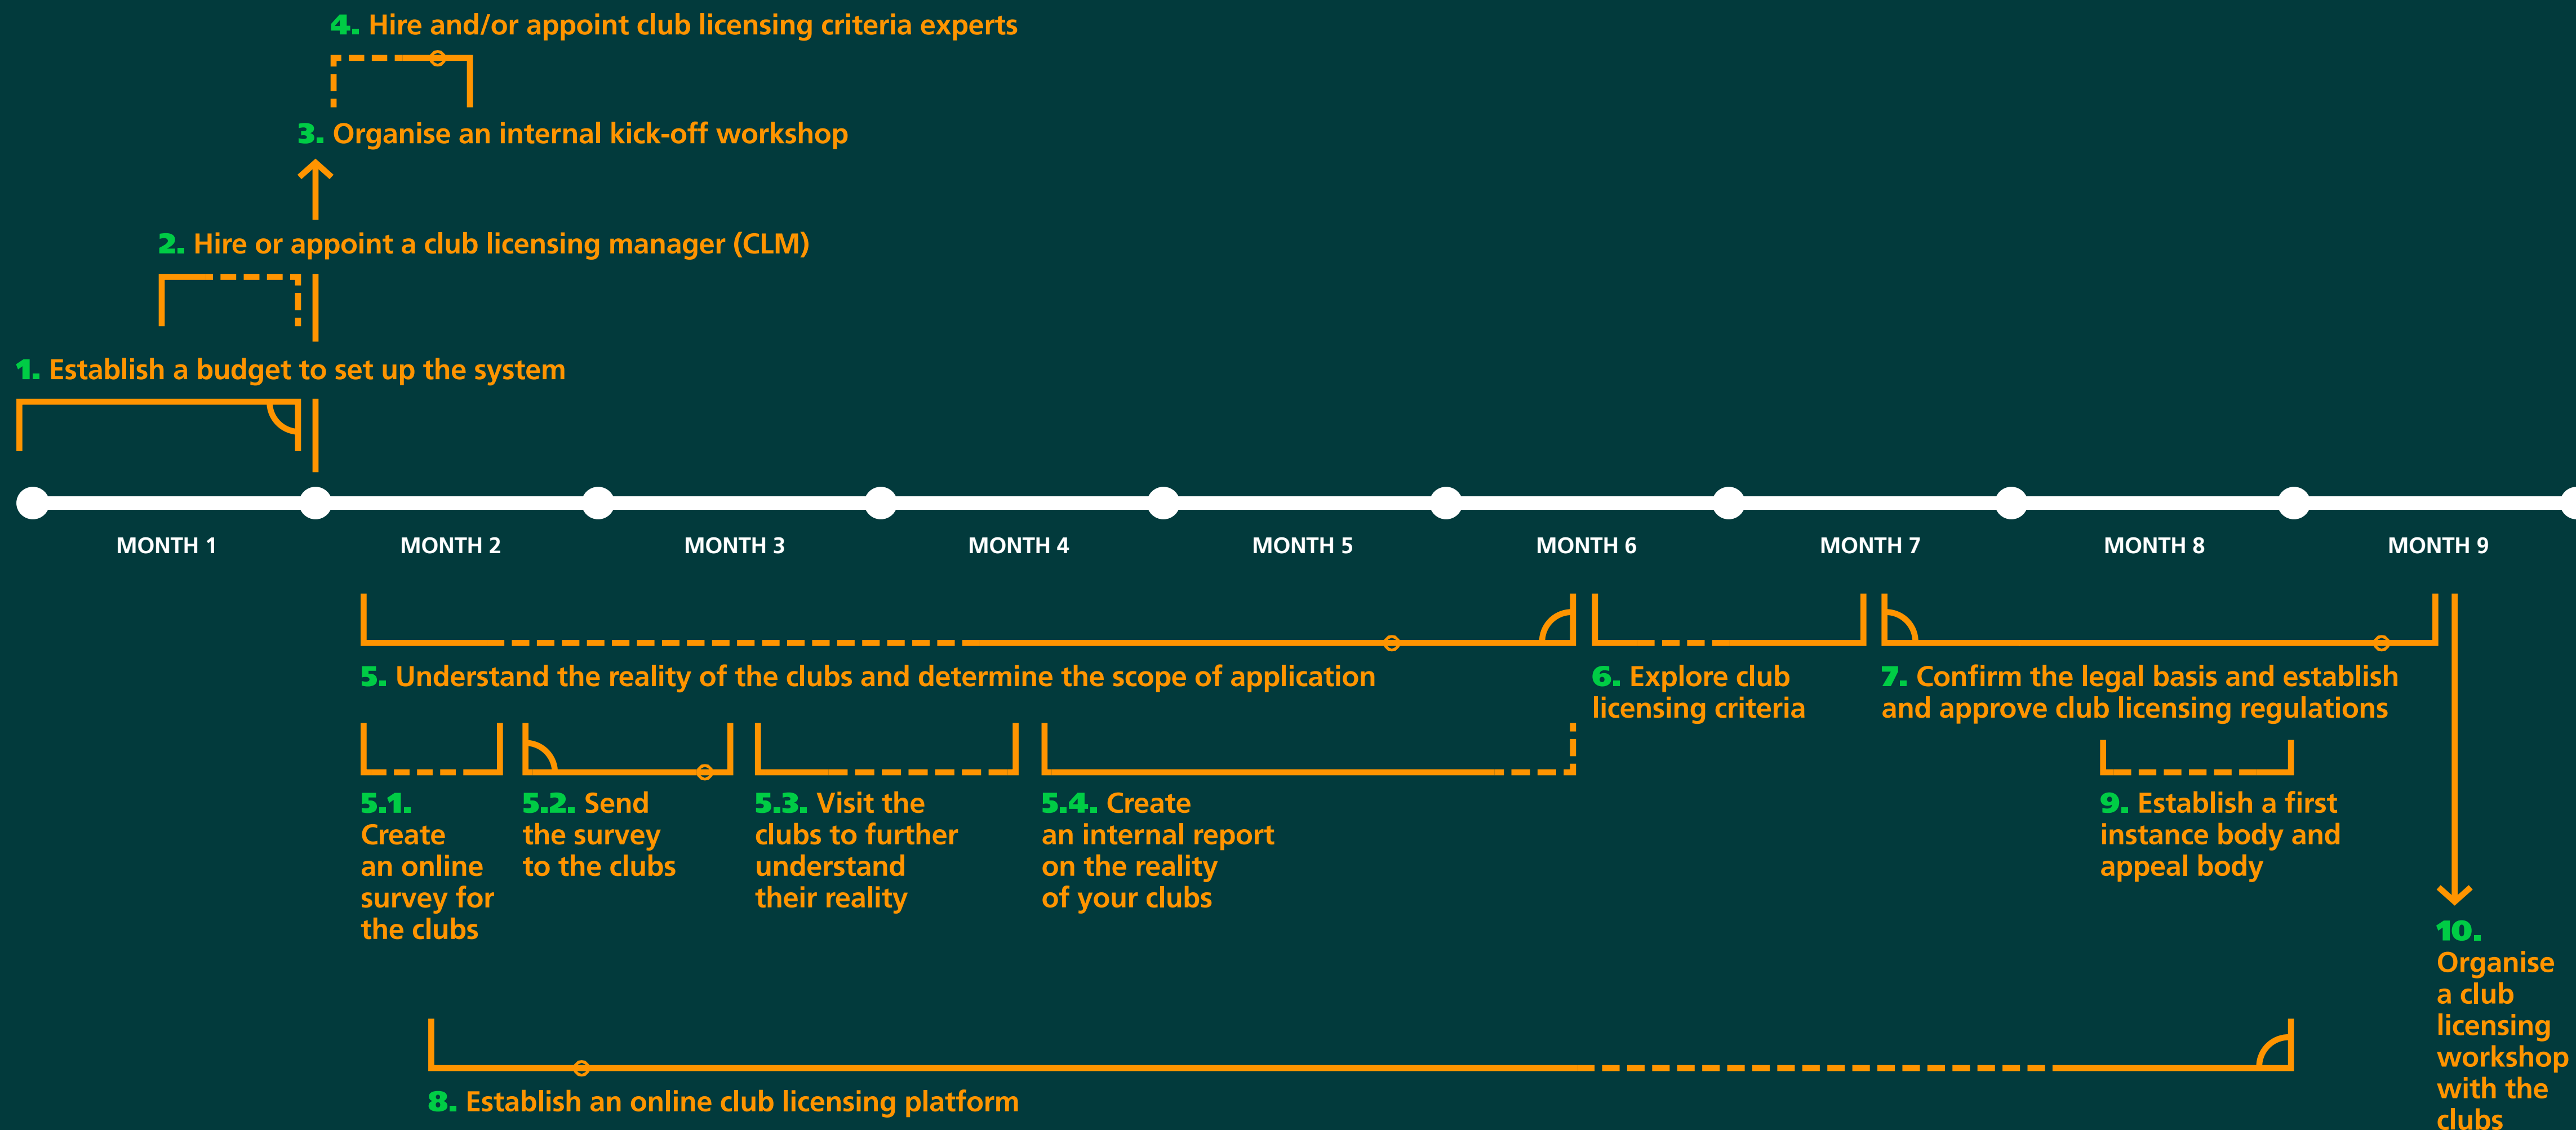 4. Hire and/or appoint club licensing criteria experts
3. Organise an internal kick-off workshop
2. Hire or appoint a club licensing manager (CLM)
1. Establish a budget to set up the system
MONTH 1
MONTH 2
MONTH 3
MONTH 4
MONTH 5
MONTH 6
MONTH 7
MONTH 8
MONTH 9
5. Understand the reality of the clubs and determine the scope of application
6. Explore club
licensing criteria
7. Confirm the legal basis and establish
and approve club licensing regulations
5.1.
Create
an online
survey for
the clubs
5.2. Send
the survey
to the clubs
5.3. Visit the
clubs to further
understand
their reality
5.4. Create
an internal report
on the reality
of your clubs
9. Establish a first
instance body and
appeal body
10.
Organise
a club
licensing
workshop
with the
clubs
8. Establish an online club licensing platform